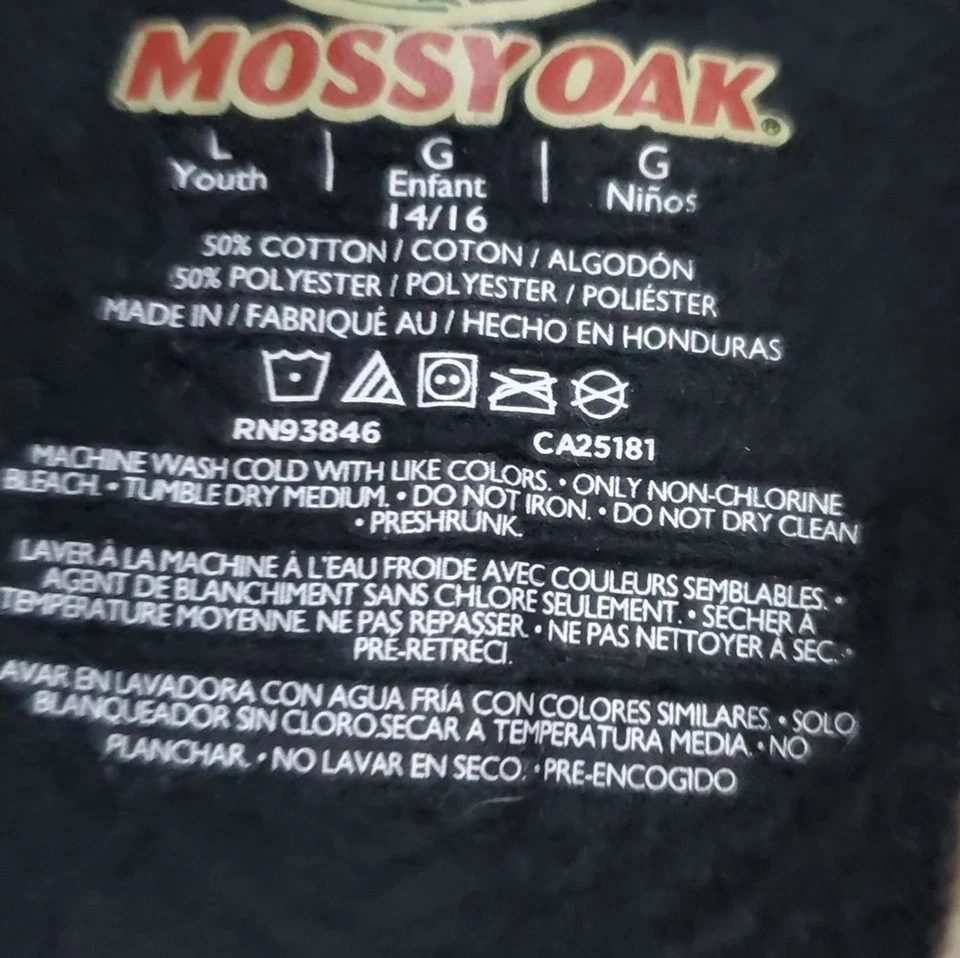 MOSSY OAK®
L | G | G
Youth Enfant Niños
14/16
50% COTTON / COTON / ALGODÓN
50% POLYESTER / POLYESTER / POLIÉSTER
MADE IN / FABRIQUÉ AU / HECHO EN HONDURAS
RN93846 CA25181
MACHINE WASH COLD WITH LIKE COLORS. • ONLY NON-CHLORINE
BLEACH. • TUMBLE DRY MEDIUM. • DO NOT IRON. • DO NOT DRY CLEAN
• PRESHRUNK.
LAVER À LA MACHINE À L'EAU FROIDE AVEC COULEURS SEMBLABLES. •
AGENT DE BLANCHIMENT SANS CHLORE SEULEMENT. • SÉCHER À
TEMPÉRATURE MOYENNE. NE PAS REPASSER. • NE PAS NETTOYER À SEC. •
PRÉ-RÉTRÉCI.
AVAR EN LAVADORA CON AGUA FRÍA CON COLORES SIMILARES. • SOLO
BLANQUEADOR SIN CLORO.SECAR A TEMPERATURA MEDIA. • NO
PLANCHAR. • NO LAVAR EN SECO. • PRE-ENCOGIDO